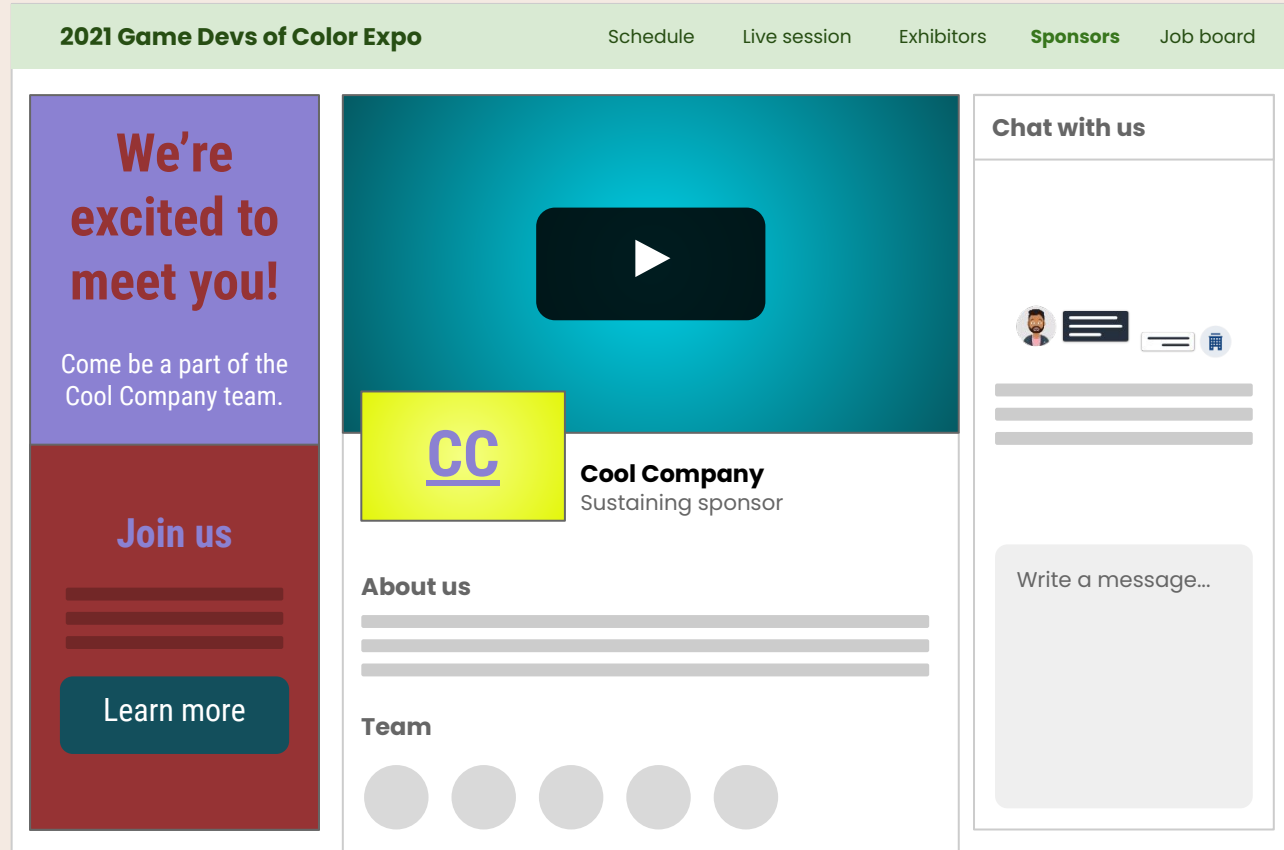 2021 Game Devs of Color Expo
Schedule
Live session
Exhibitors
Sponsors
Job board
We’re
excited to
meet you!
Come be a part of the
Cool Company team.
Join us
Learn more
CC
Cool Company
Sustaining sponsor
About us
Team
Chat with us
Write a message...